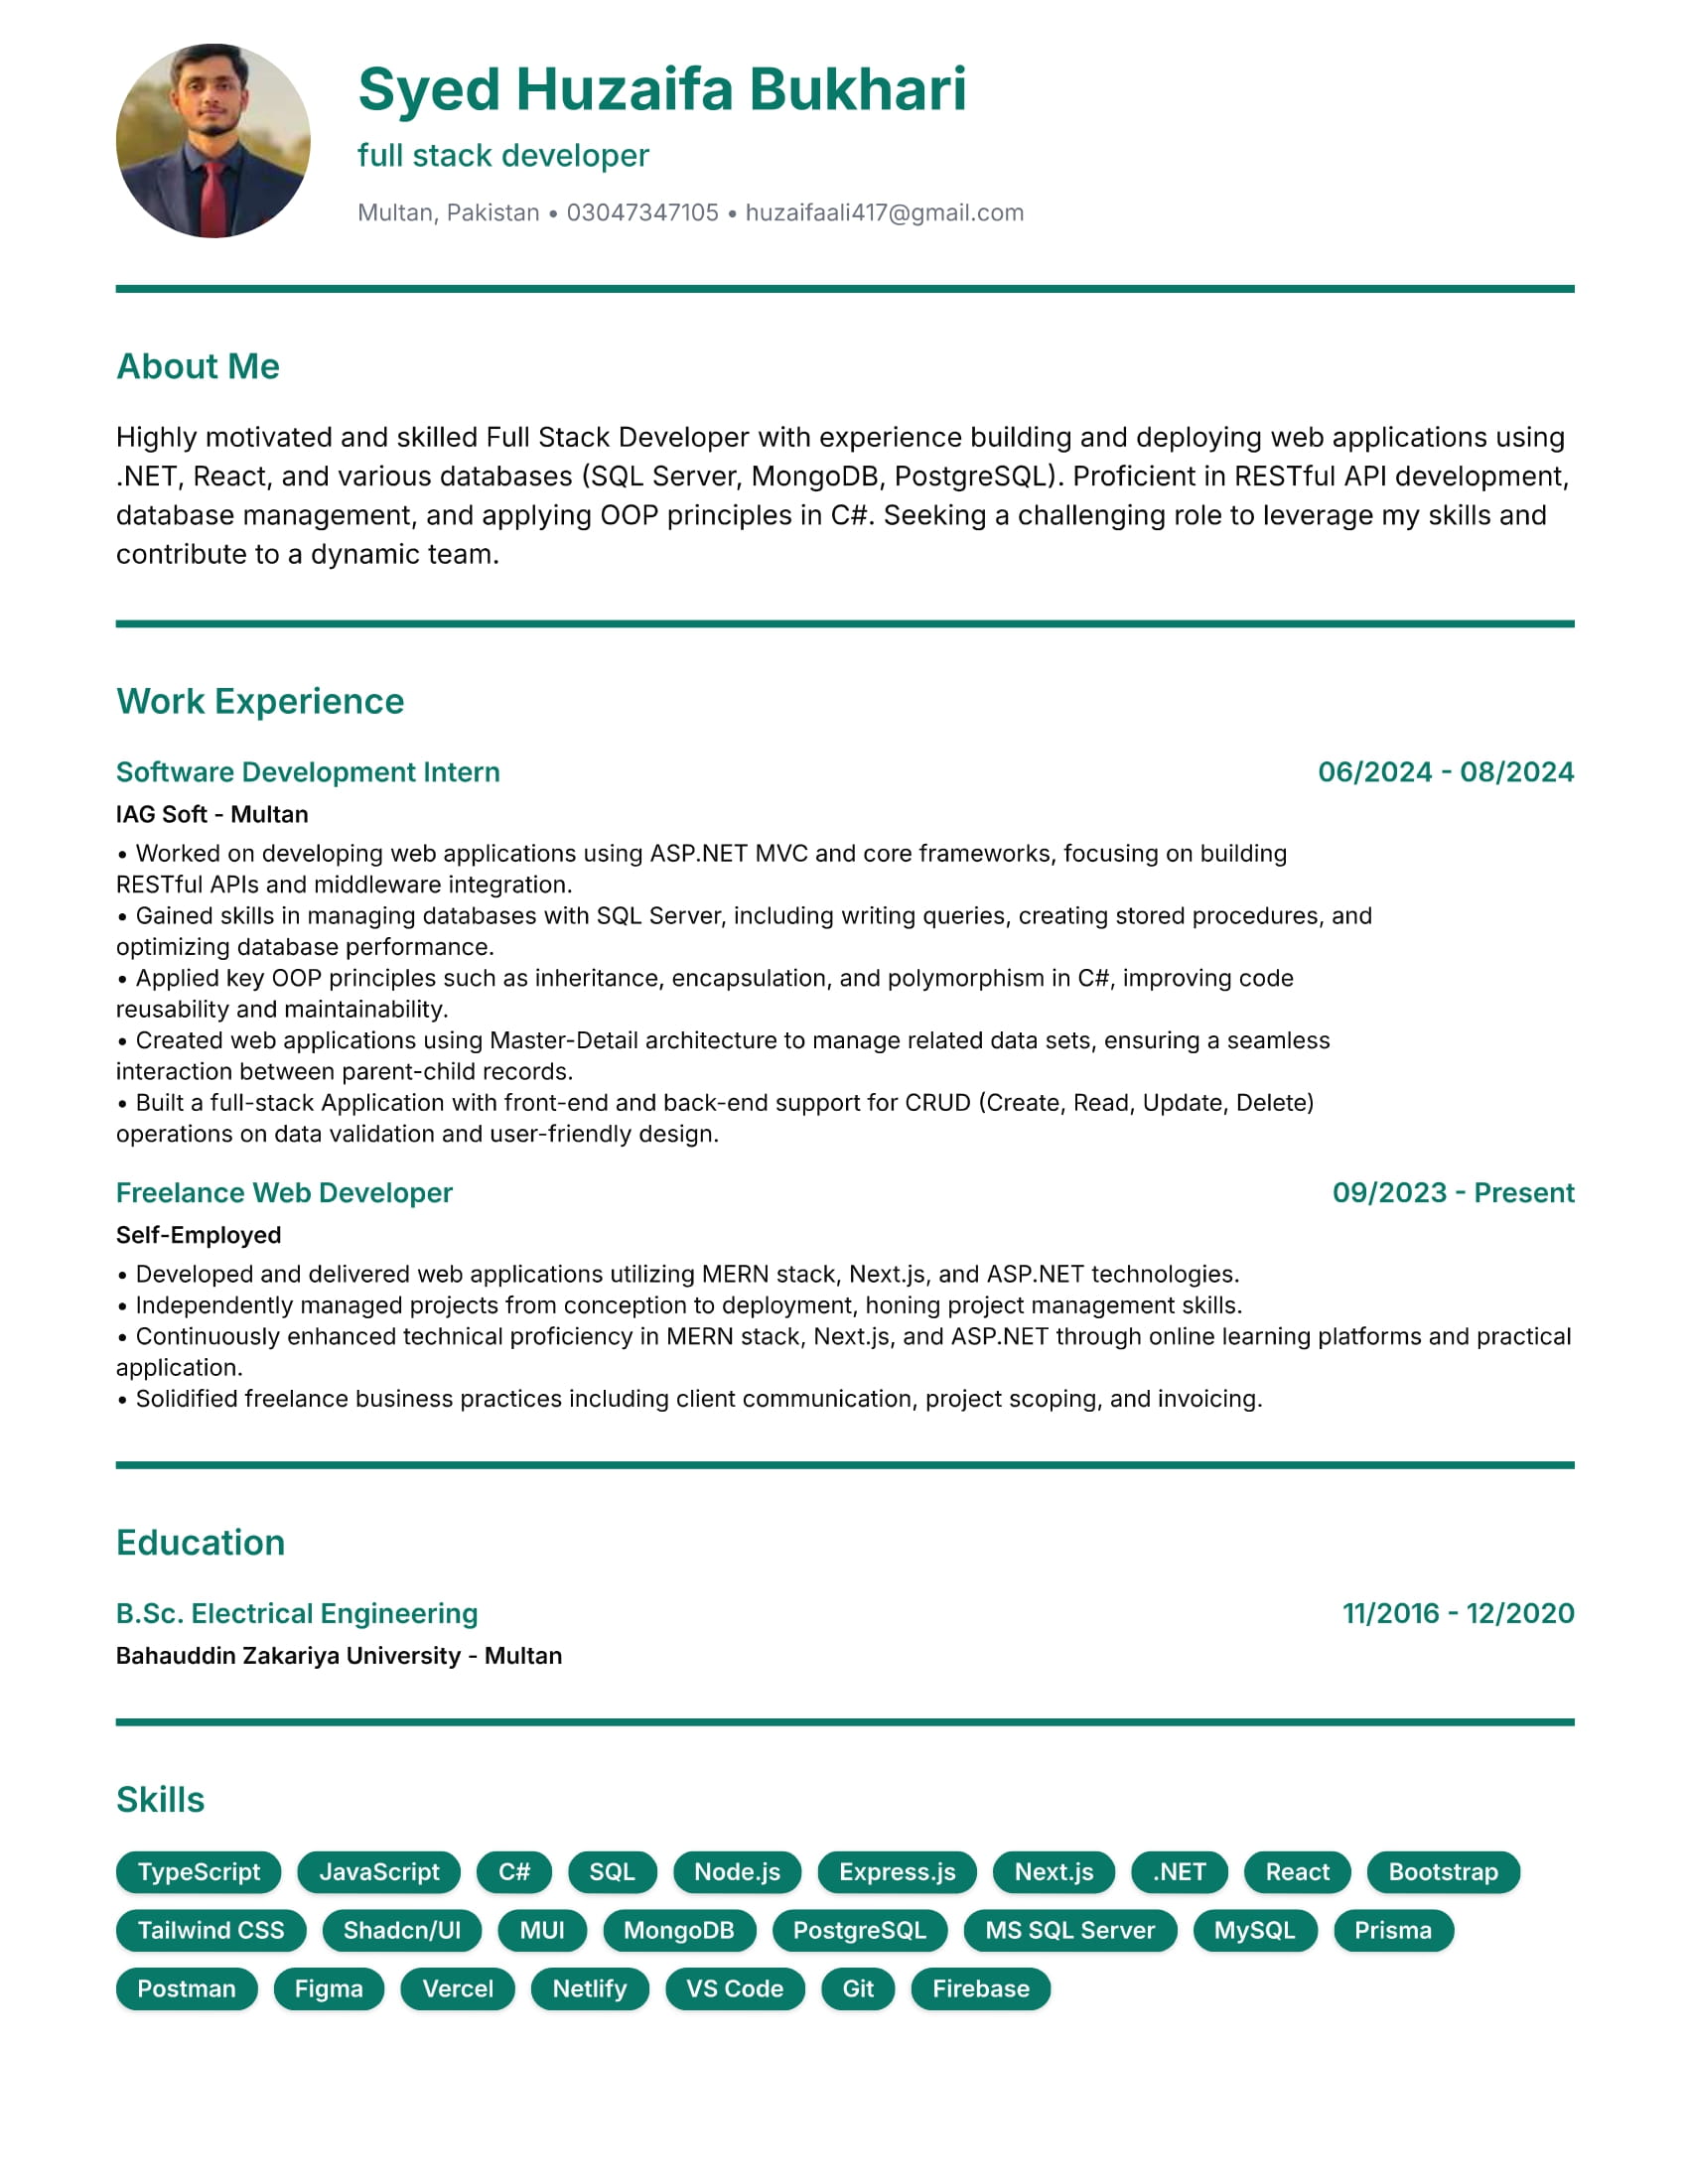 Syed Huzaifa Bukhari
full stack developer
Multan, Pakistan • 03047347105 • huzaifaali417@gmail.com
About Me
Highly motivated and skilled Full Stack Developer with experience building and deploying web applications using
.NET, React, and various databases (SQL Server, MongoDB, PostgreSQL). Proficient in RESTful API development,
database management, and applying OOP principles in C#. Seeking a challenging role to leverage my skills and
contribute to a dynamic team.
Work Experience
Software Development Intern 06/2024 - 08/2024
IAG Soft - Multan
• Worked on developing web applications using ASP.NET MVC and core frameworks, focusing on building
RESTful APIs and middleware integration.
• Gained skills in managing databases with SQL Server, including writing queries, creating stored procedures, and
optimizing database performance.
• Applied key OOP principles such as inheritance, encapsulation, and polymorphism in C#, improving code
reusability and maintainability.
• Created web applications using Master-Detail architecture to manage related data sets, ensuring a seamless
interaction between parent-child records.
• Built a full-stack Application with front-end and back-end support for CRUD (Create, Read, Update, Delete)
operations on data validation and user-friendly design.
Freelance Web Developer 09/2023 - Present
Self-Employed
• Developed and delivered web applications utilizing MERN stack, Next.js, and ASP.NET technologies.
• Independently managed projects from conception to deployment, honing project management skills.
• Continuously enhanced technical proficiency in MERN stack, Next.js, and ASP.NET through online learning platforms and practical
application.
• Solidified freelance business practices including client communication, project scoping, and invoicing.
Education
B.Sc. Electrical Engineering 11/2016 - 12/2020
Bahauddin Zakariya University - Multan
Skills
TypeScript JavaScript C# SQL Node.js Express.js Next.js .NET React Bootstrap
Tailwind CSS Shadcn/UI MUI MongoDB PostgreSQL MS SQL Server MySQL Prisma
Postman Figma Vercel Netlify VS Code Git Firebase